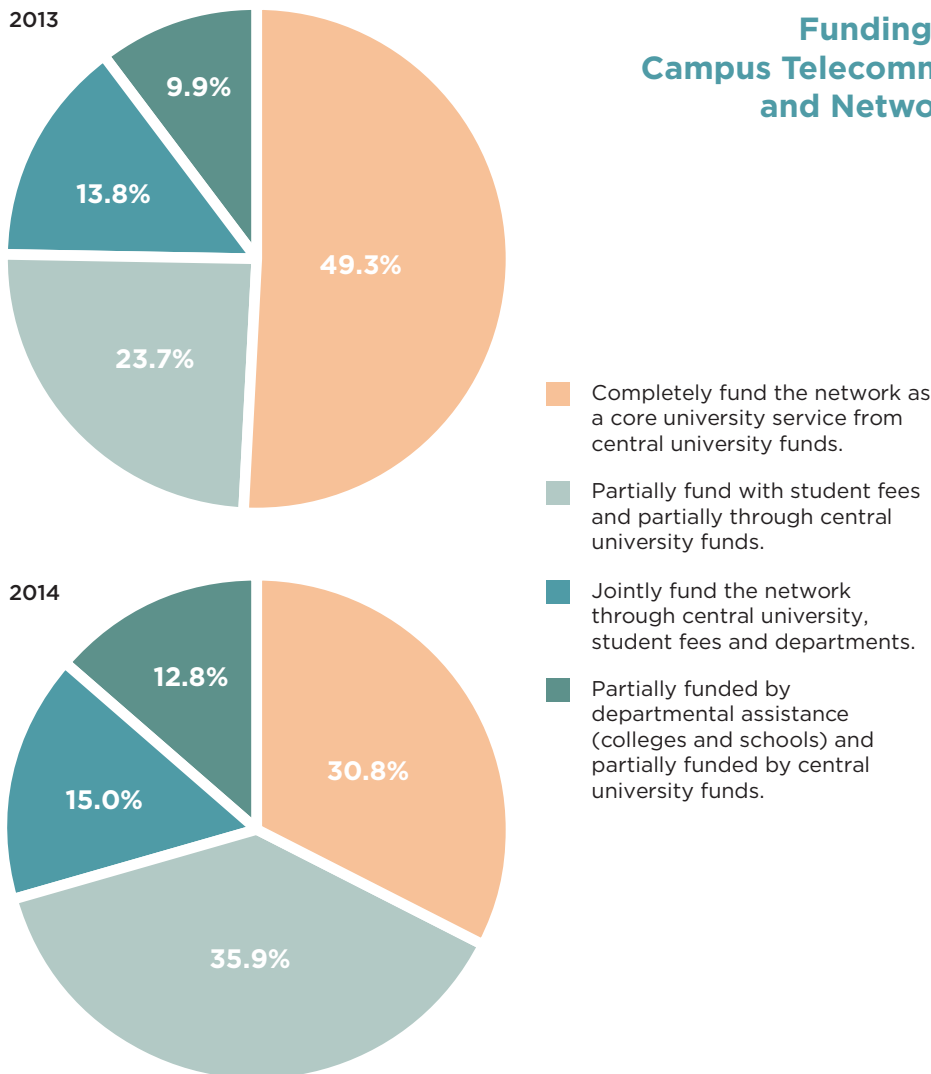 2013
Funding
Campus Telecomm
and Netwo
9.9%
13.8%
49.3%
23.7%
Completely fund the network as
a core university service from
central university funds.
Partially fund with student fees
and partially through central
university funds.
Jointly fund the network
through central university,
student fees and departments.
Partially funded by
departmental assistance
(colleges and schools) and
partially funded by central
university funds.
2014
12.8%
30.8%
15.0%
35.9%